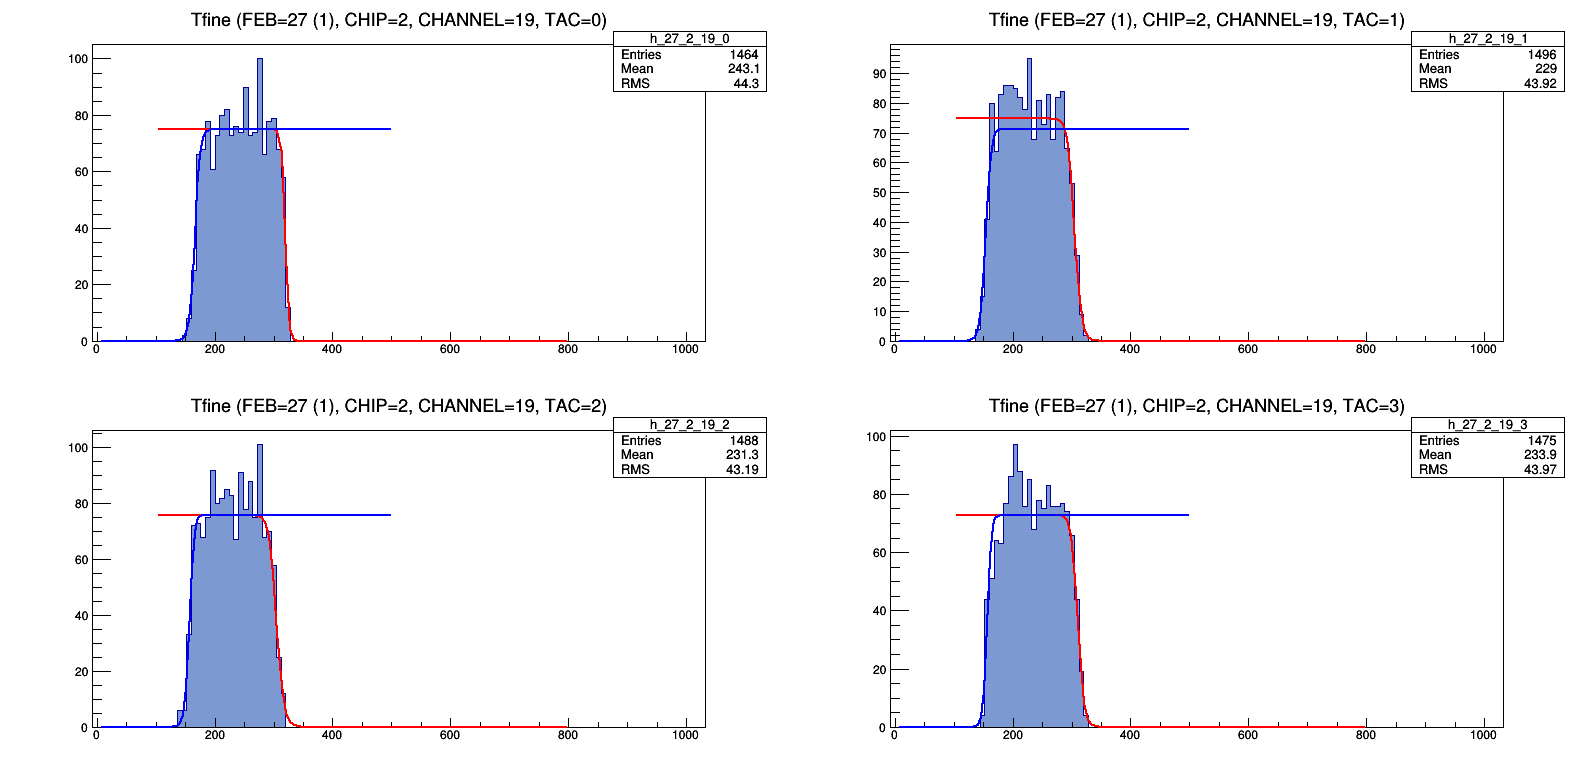 Tfine (FEB=27 (1), CHIP=2, CHANNEL=19, TAC=0)
h_27_2_19_0
Entries 1464
Mean 243.1
RMS 44.3
100
80
60
40
20
0
0 200 400 600 800 1000
Tfine (FEB=27 (1), CHIP=2, CHANNEL=19, TAC=1)
h_27_2_19_1
Entries 1496
Mean 229
RMS 43.92
90
80
70
60
50
40
30
20
10
0
0 200 400 600 800 1000
Tfine (FEB=27 (1), CHIP=2, CHANNEL=19, TAC=2)
h_27_2_19_2
Entries 1488
Mean 231.3
RMS 43.19
100
80
60
40
20
0
0 200 400 600 800 1000
Tfine (FEB=27 (1), CHIP=2, CHANNEL=19, TAC=3)
h_27_2_19_3
Entries 1475
Mean 233.9
RMS 43.97
100
80
60
40
20
0
0 200 400 600 800 1000